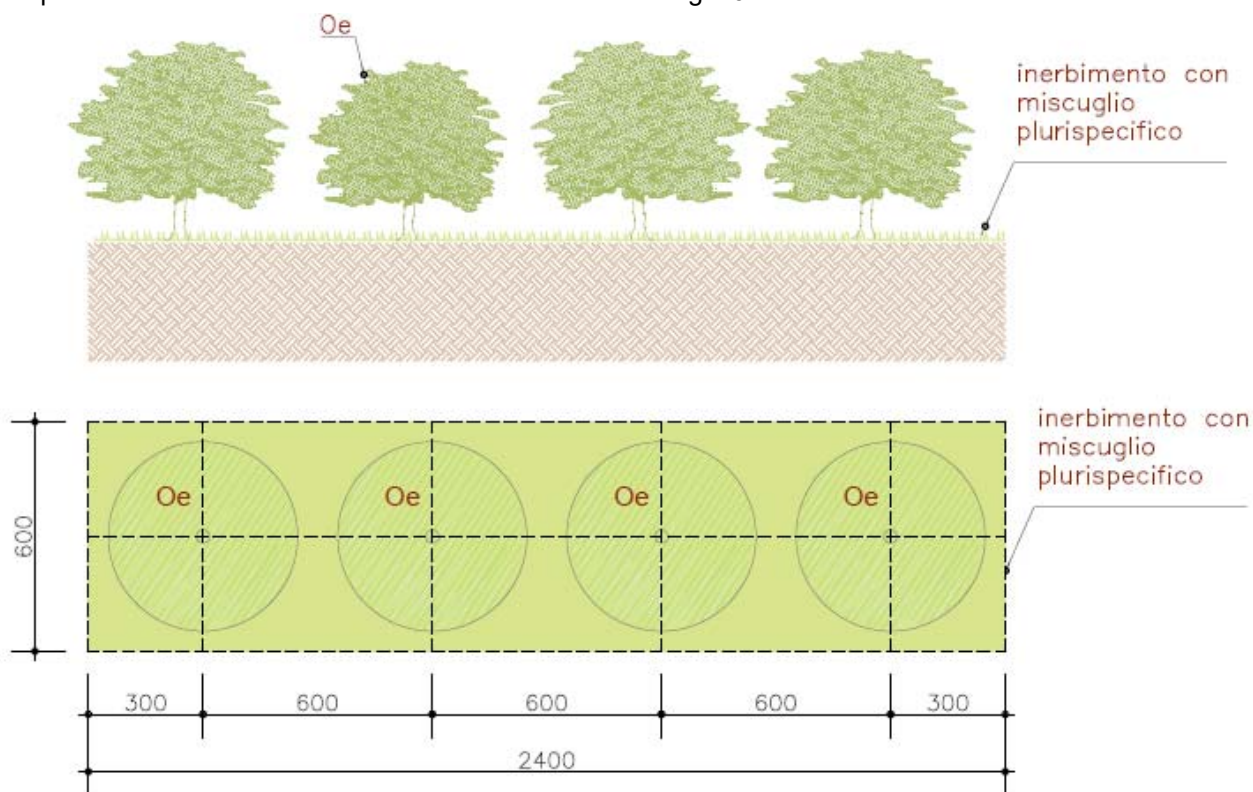 Oe
inerbimento con
miscuglio
plurispecifico
inerbimento con
miscuglio
plurispecifico
Oe Oe Oe Oe
600
300 600 600 600 300
2400